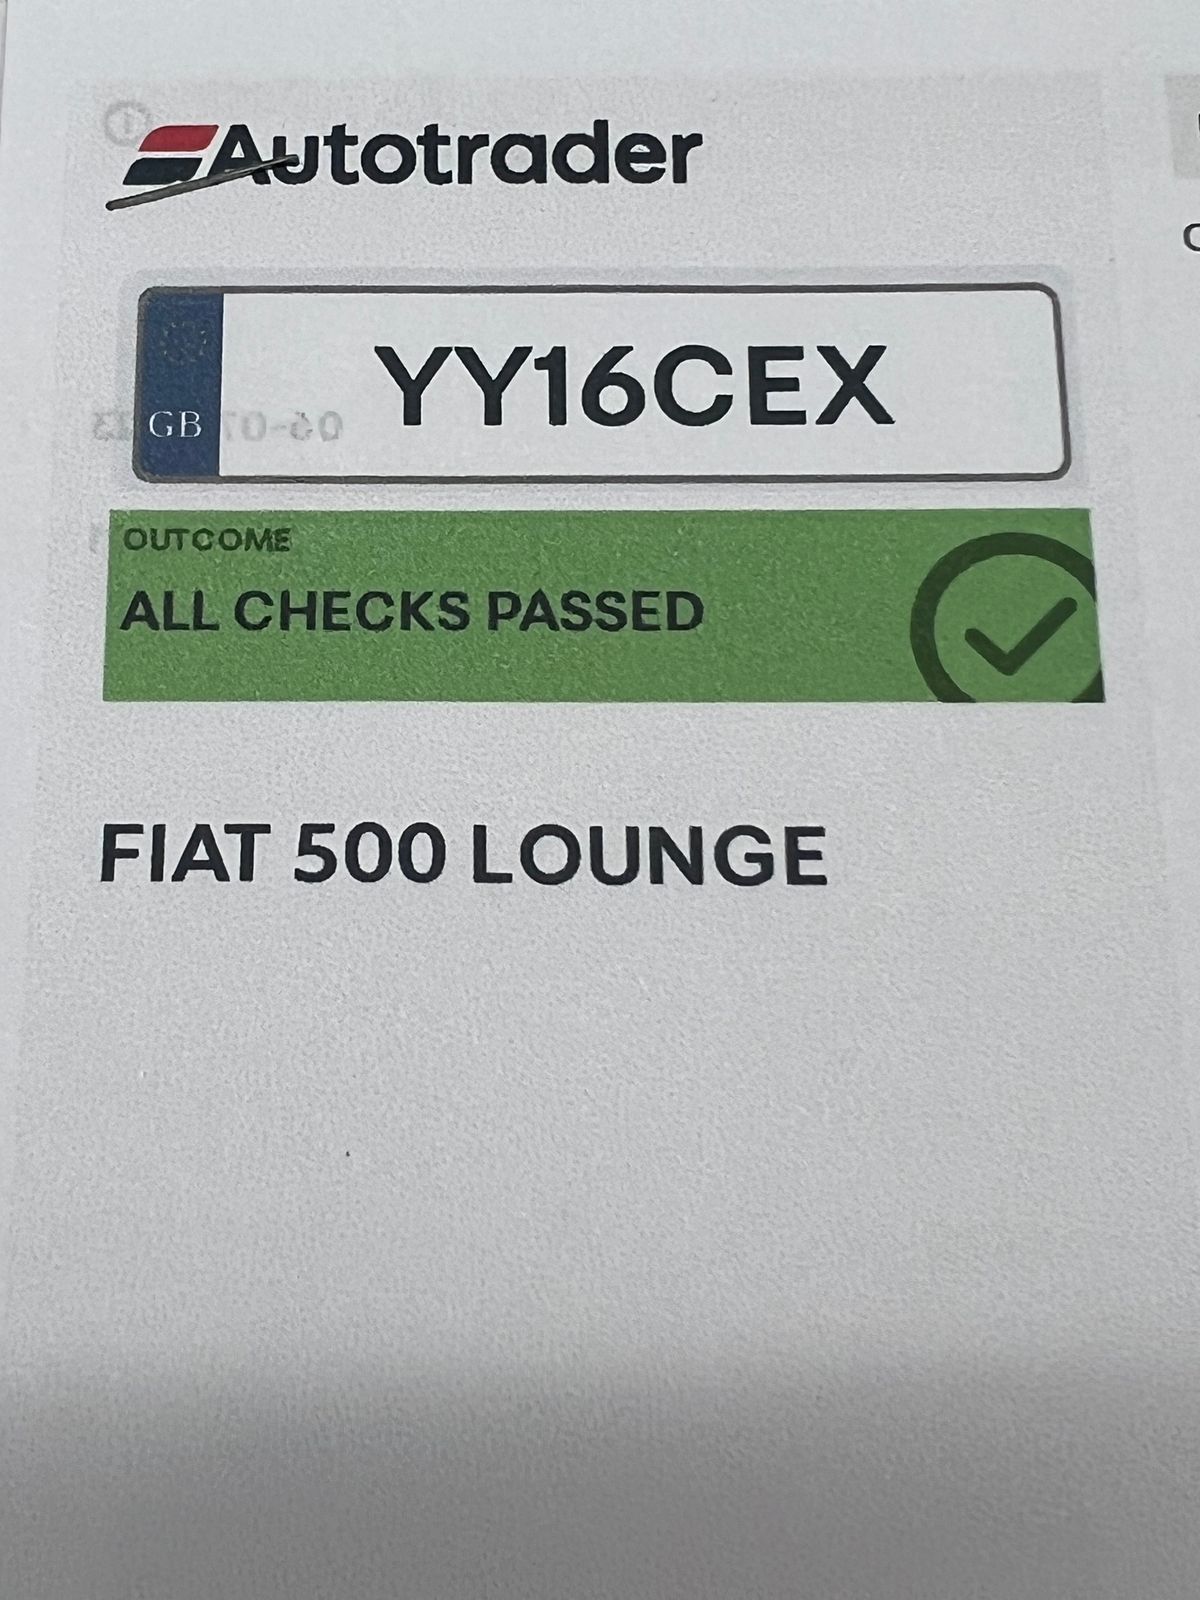 Autotrader
GB
YY16CEX
OUTCOME
ALL CHECKS PASSED
FIAT 500 LOUNGE